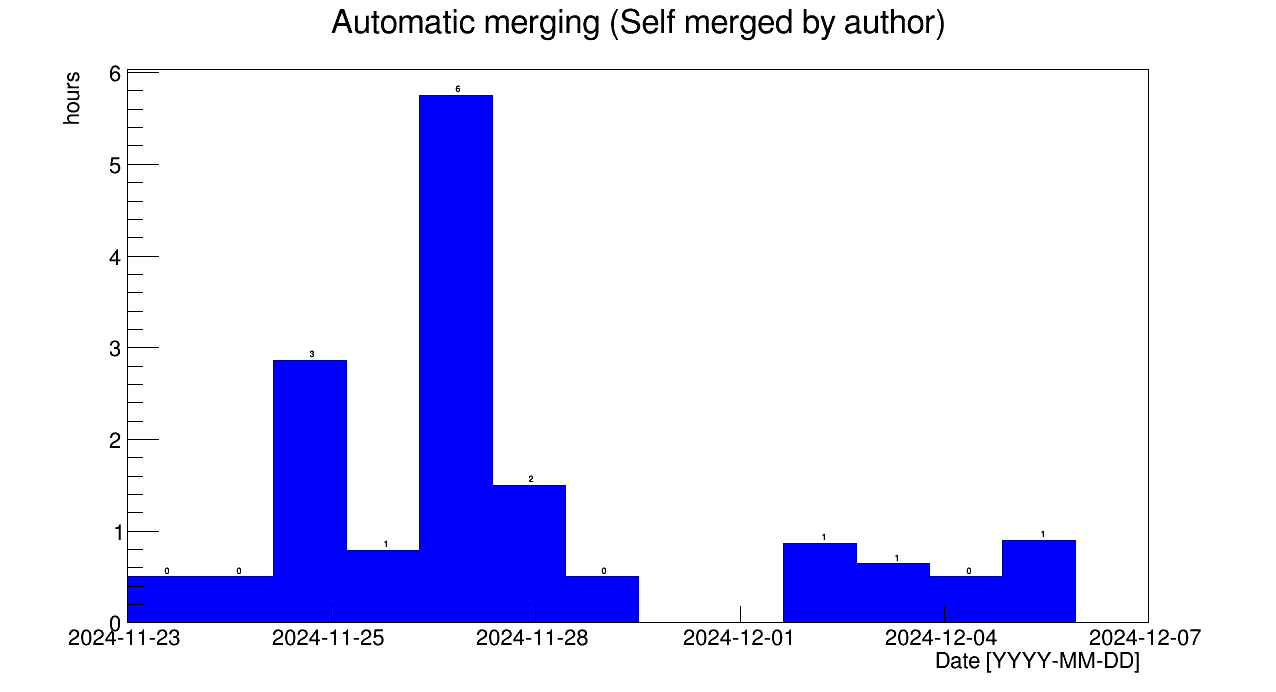 Automatic merging (Self merged by author)
hours
6
5
4
3
2
1
0
0 0 3 1 6 2 0 1 1 0 1
2024-11-23 2024-11-25 2024-11-28 2024-12-01 2024-12-04 2024-12-07
Date [YYYY-MM-DD]